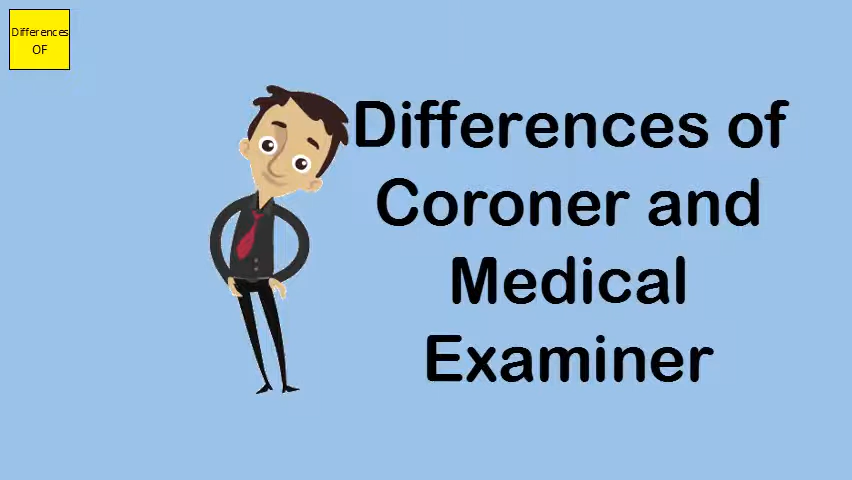 Differences
OF
Differences of
Coroner and
Medical
Examiner